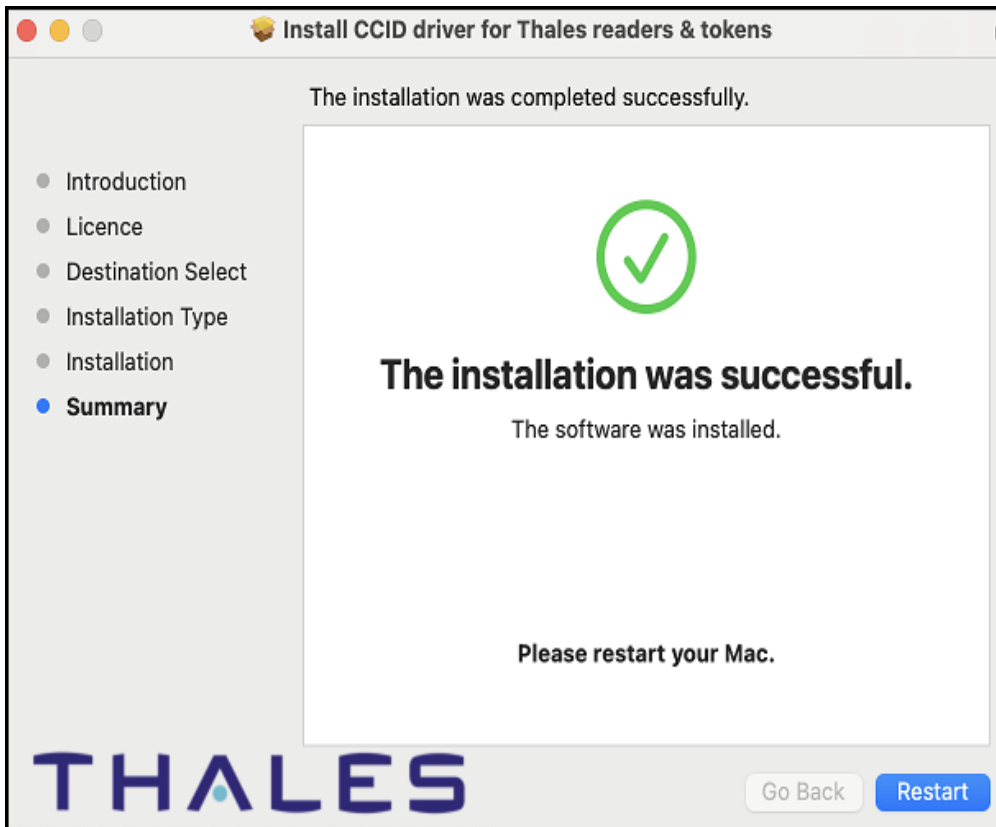 Install CCID driver for Thales readers & tokens
The installation was completed successfully.
Introduction
Licence
Destination Select
Installation Type
Installation
Summary
The installation was successful.
The software was installed.
Please restart your Mac.
THALES
Go Back
Restart